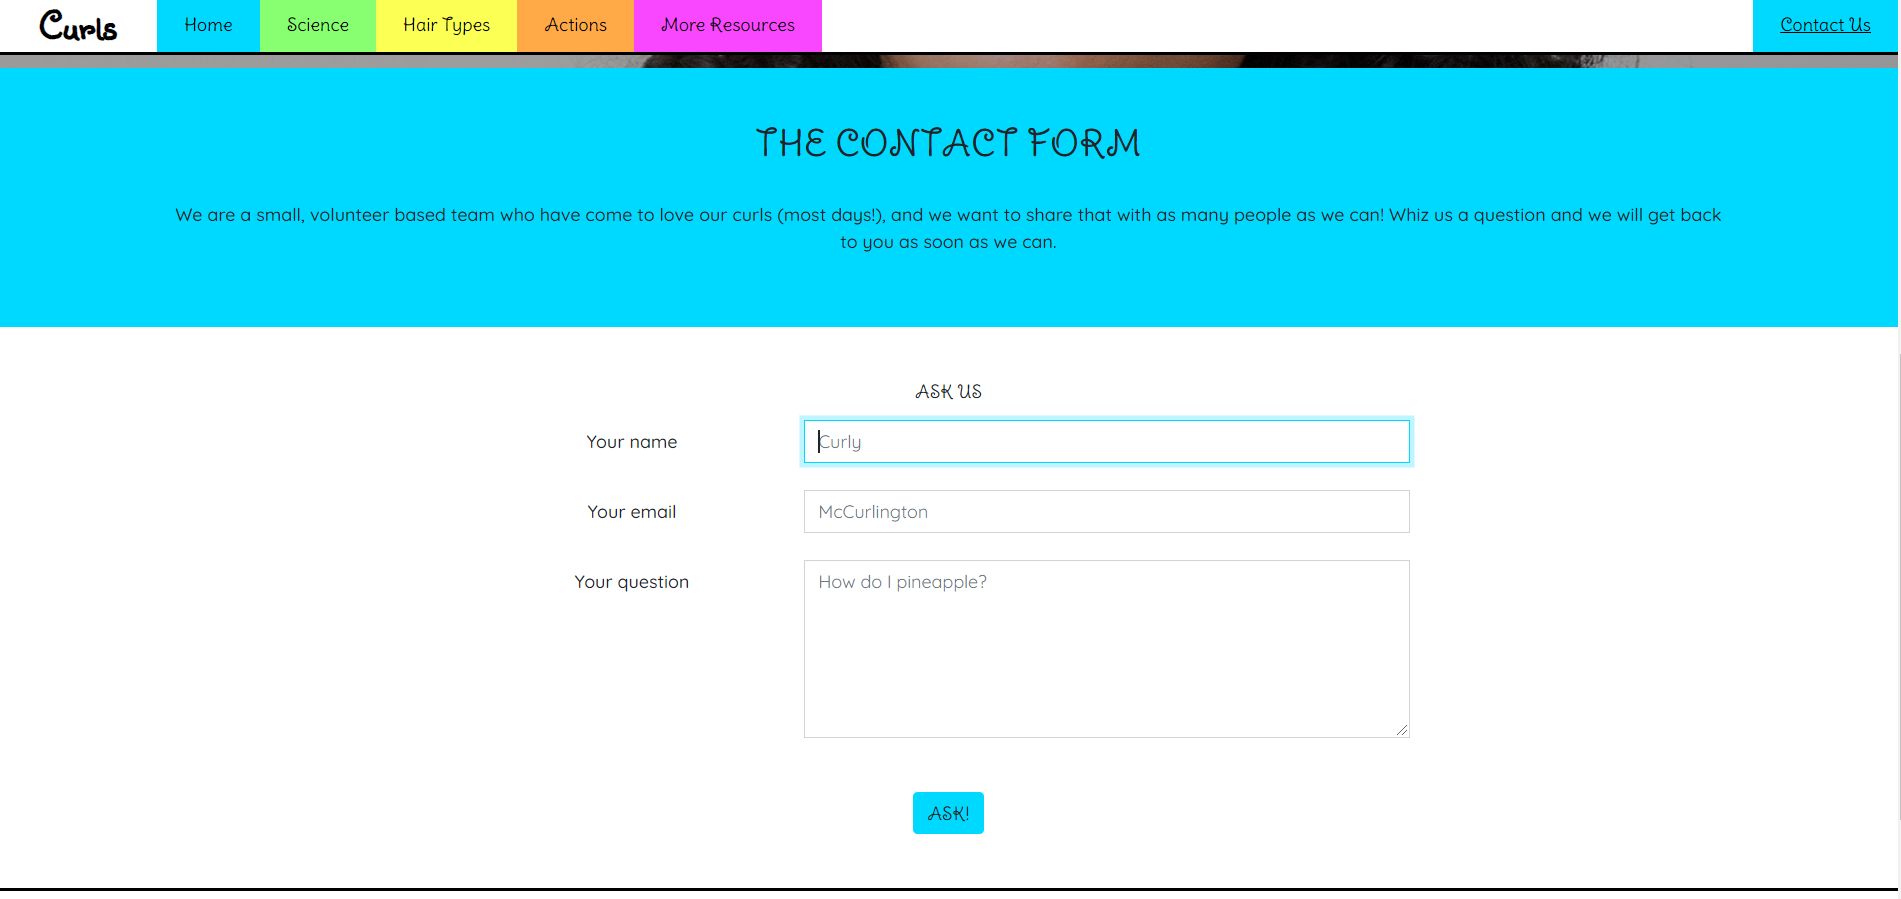 Curls
Home
Science
Hair Types
Actions
More Resources
Contact Us
THE CONTACT FORM
We are a small, volunteer based team who have come to love our curls (most days!), and we want to share that with as many people as we can! Whiz us a question and we will get back
to you as soon as we can.
ASK US
Your name
Curly
Your email
McCurlington
Your question
How do I pineapple?
ASK!